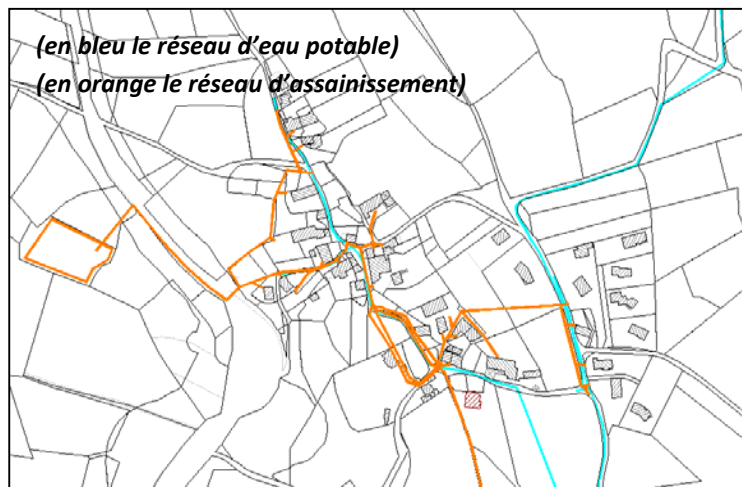 (en bleu le réseau d’eau potable)
(en orange le réseau d’assainissement)